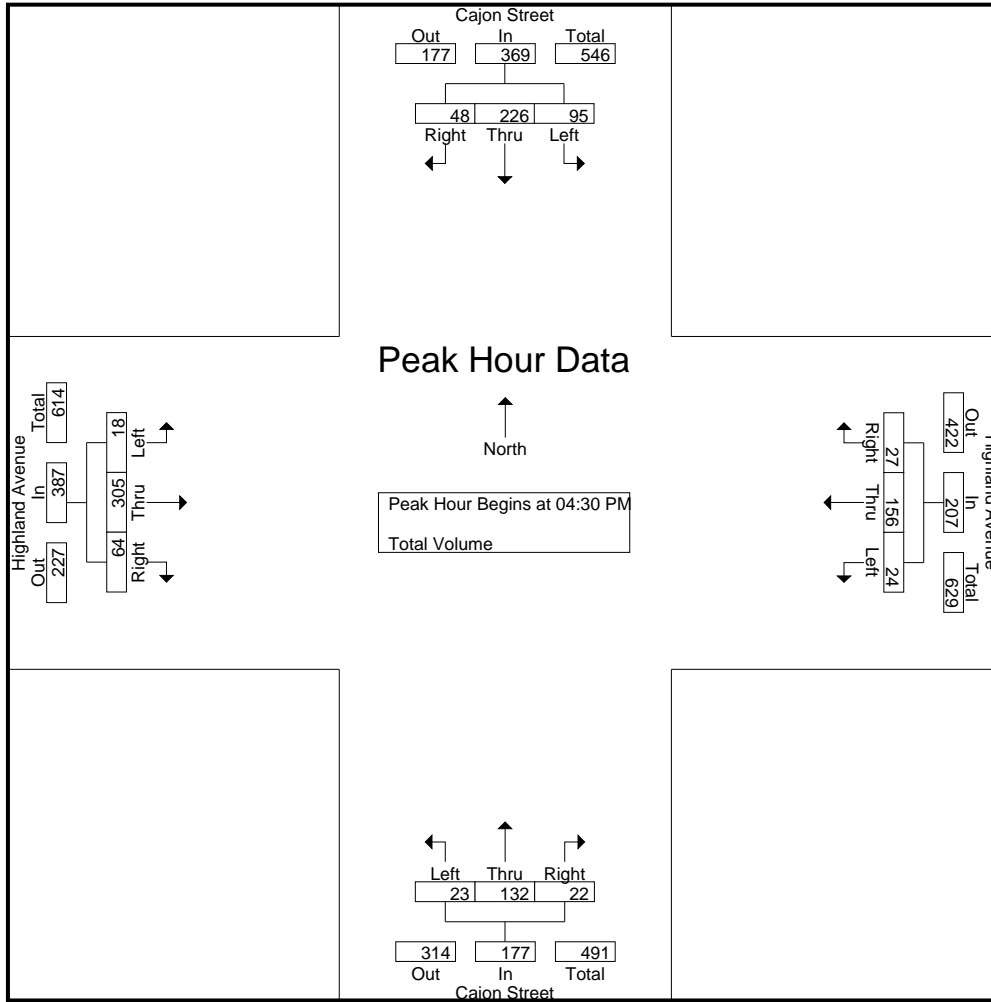 Cajon Street
Out In Total
177 369 546
48 226 95
Right Thru Left
Peak Hour Data
North
Peak Hour Begins at 04:30 PM
Total Volume
Highland Avenue
Out In Total
227 387 614
Left Thru Right
18 305 64
Highland Avenue
Out In Total
422 207 629
27 156 24
Right Thru Left
Left Thru Right
23 132 22
314 177 491
Out In Total
Cajon Street